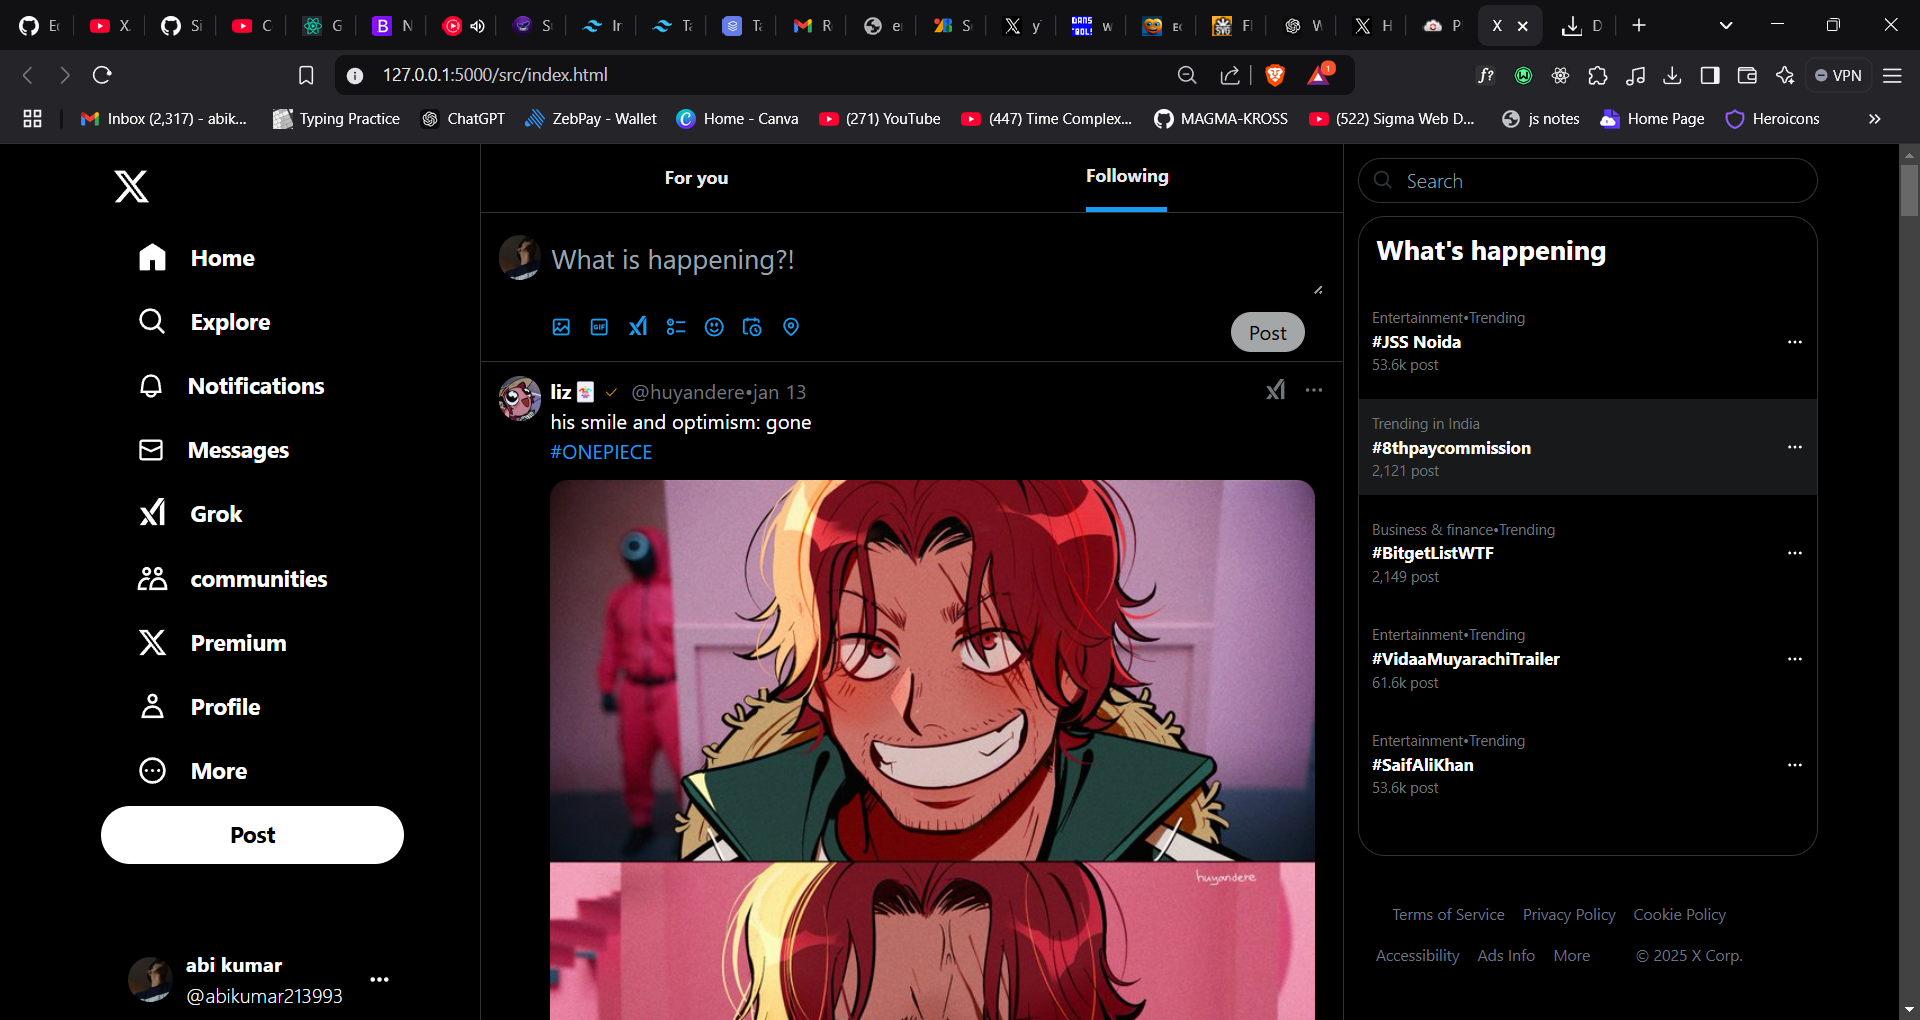 E
X
Si
C
G
N
S
In
Ta
Ta
R
e
S
y
w
E
Fl
W
H
P
X
D
127.0.0.1:5000/src/index.html
1
VPN
Inbox (2,317) - abik...
Typing Practice
ChatGPT
ZebPay - Wallet
Home - Canva
(271) YouTube
(447) Time Complex...
MAGMA-KROSS
(522) Sigma Web D...
js notes
Home Page
Heroicons
Home
Explore
Notifications
Messages
Grok
communities
Premium
Profile
More
Post
abi kumar
@abikumar213993
For you
Following
What is happening?!
GIF
Post
liz @huyandere•jan 13
his smile and optimism: gone
#ONEPIECE
huyandere
Search
What's happening
Entertainment•Trending
#JSS Noida
53.6k post
Trending in India
#8thpaycommission
2,121 post
Business & finance•Trending
#BitgetListWTF
2,149 post
Entertainment•Trending
#VidaaMuyarachiTrailer
61.6k post
Entertainment•Trending
#SaifAliKhan
53.6k post
Terms of Service Privacy Policy Cookie Policy
Accessibility Ads Info More © 2025 X Corp.